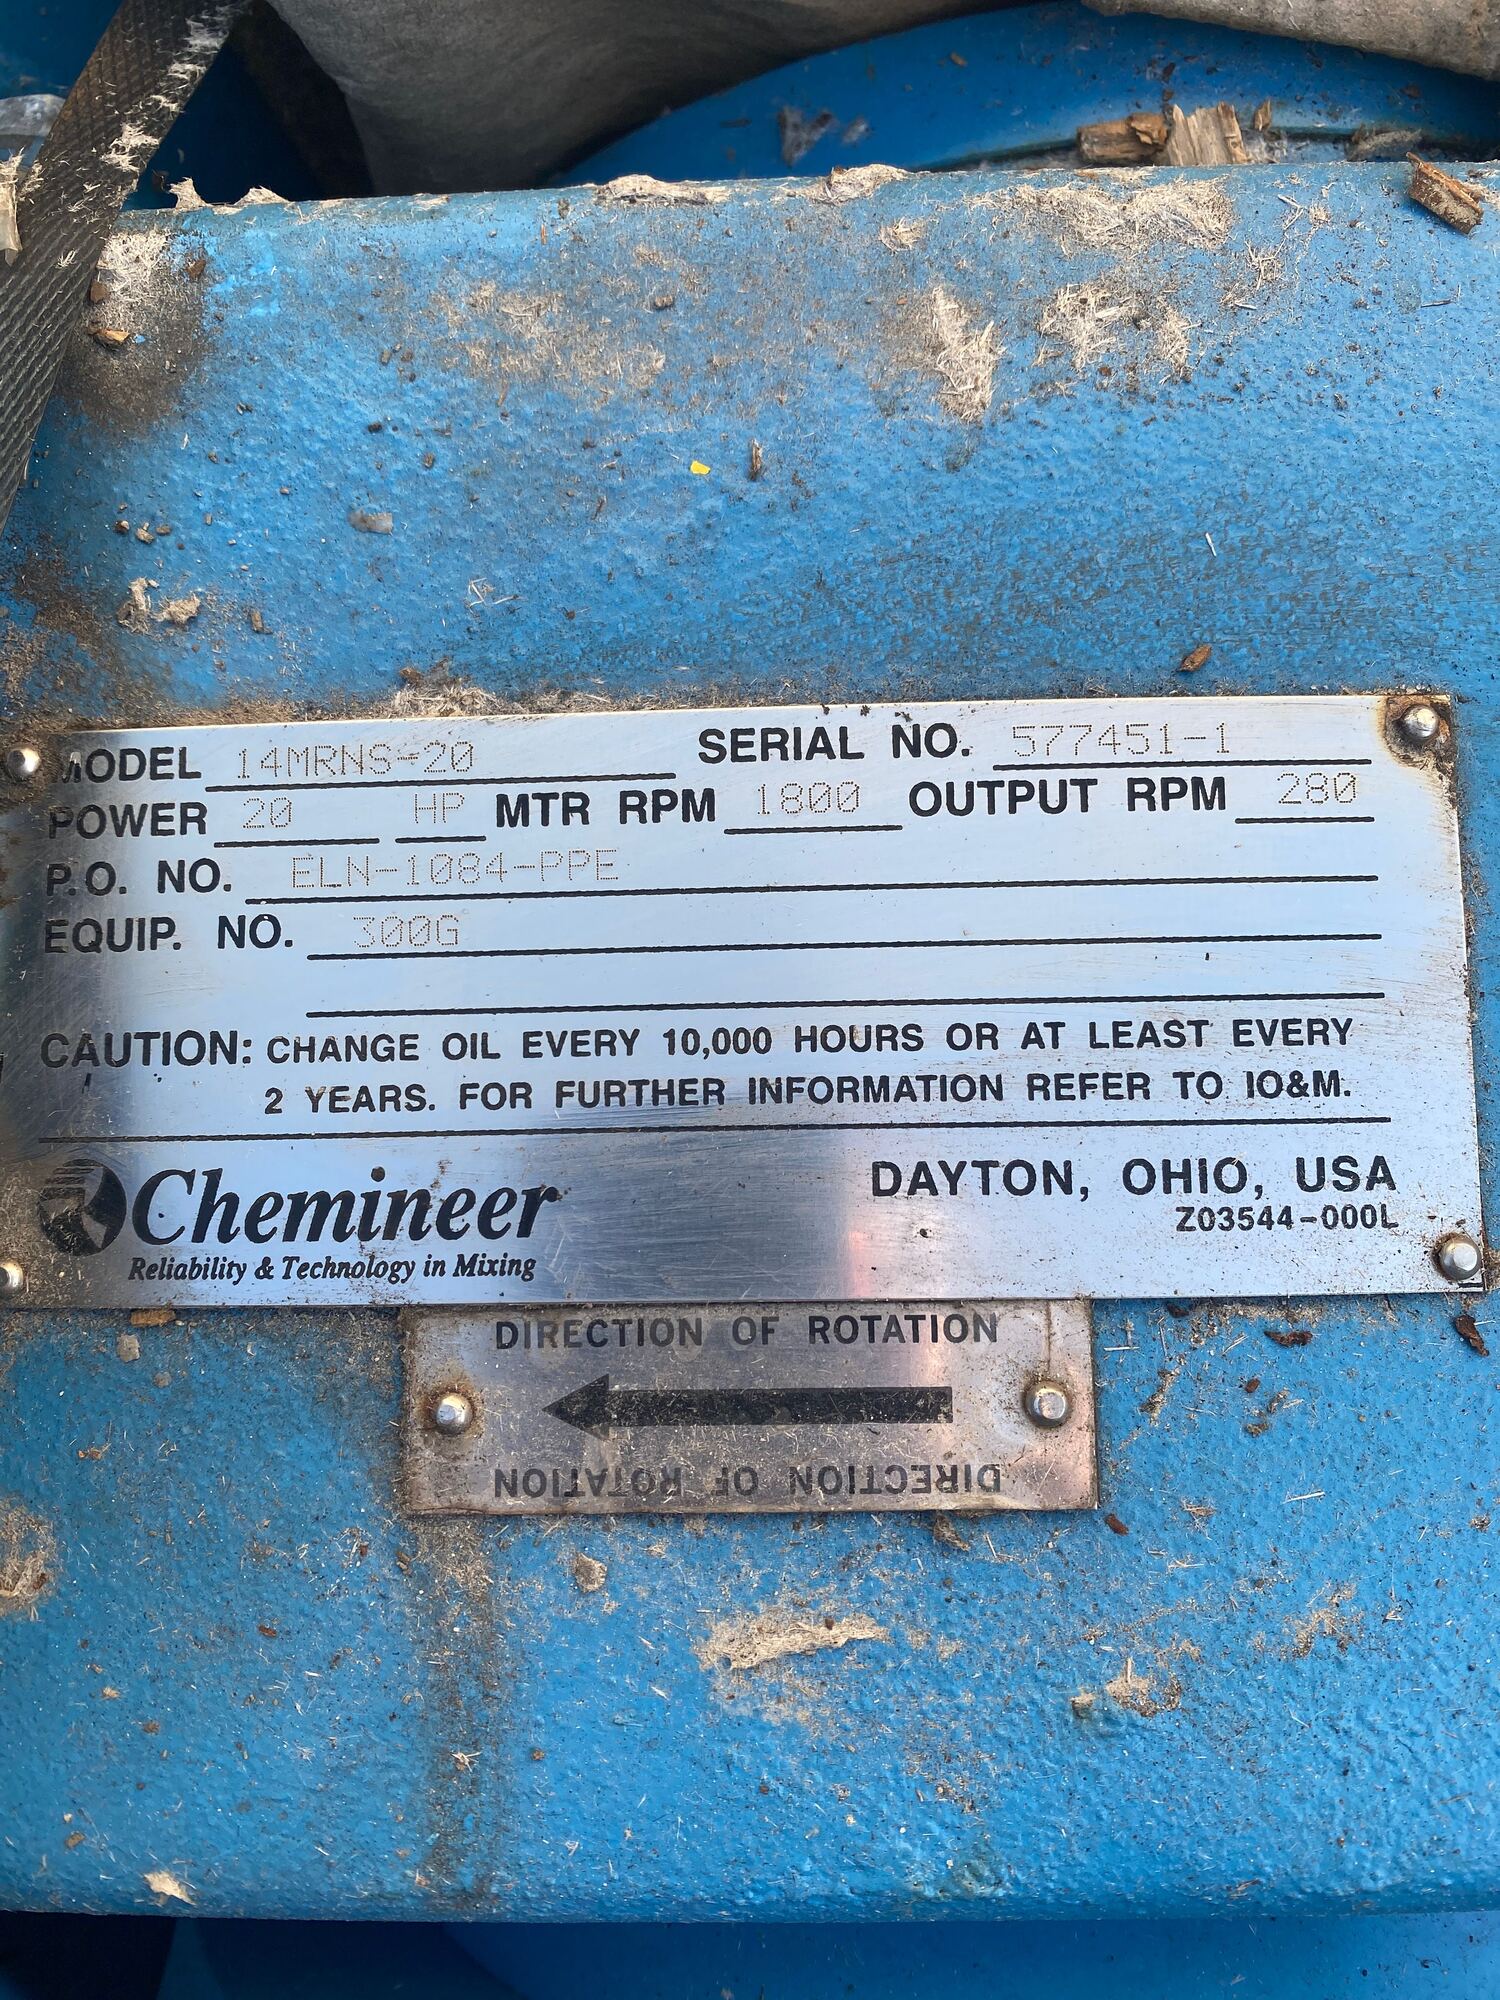 MODEL 14MRNS-20 SERIAL NO. 577451-1
POWER 20 HP MTR RPM 1800 OUTPUT RPM 280
P.O. NO. ELN-1084-PPE
EQUIP. NO. 300G
CAUTION: CHANGE OIL EVERY 10,000 HOURS OR AT LEAST EVERY
2 YEARS. FOR FURTHER INFORMATION REFER TO IO&M.
Chemineer DAYTON, OHIO, USA
Z03544-000L
Reliability & Technology in Mixing
DIRECTION OF ROTATION
DIRECTION OF ROTATION